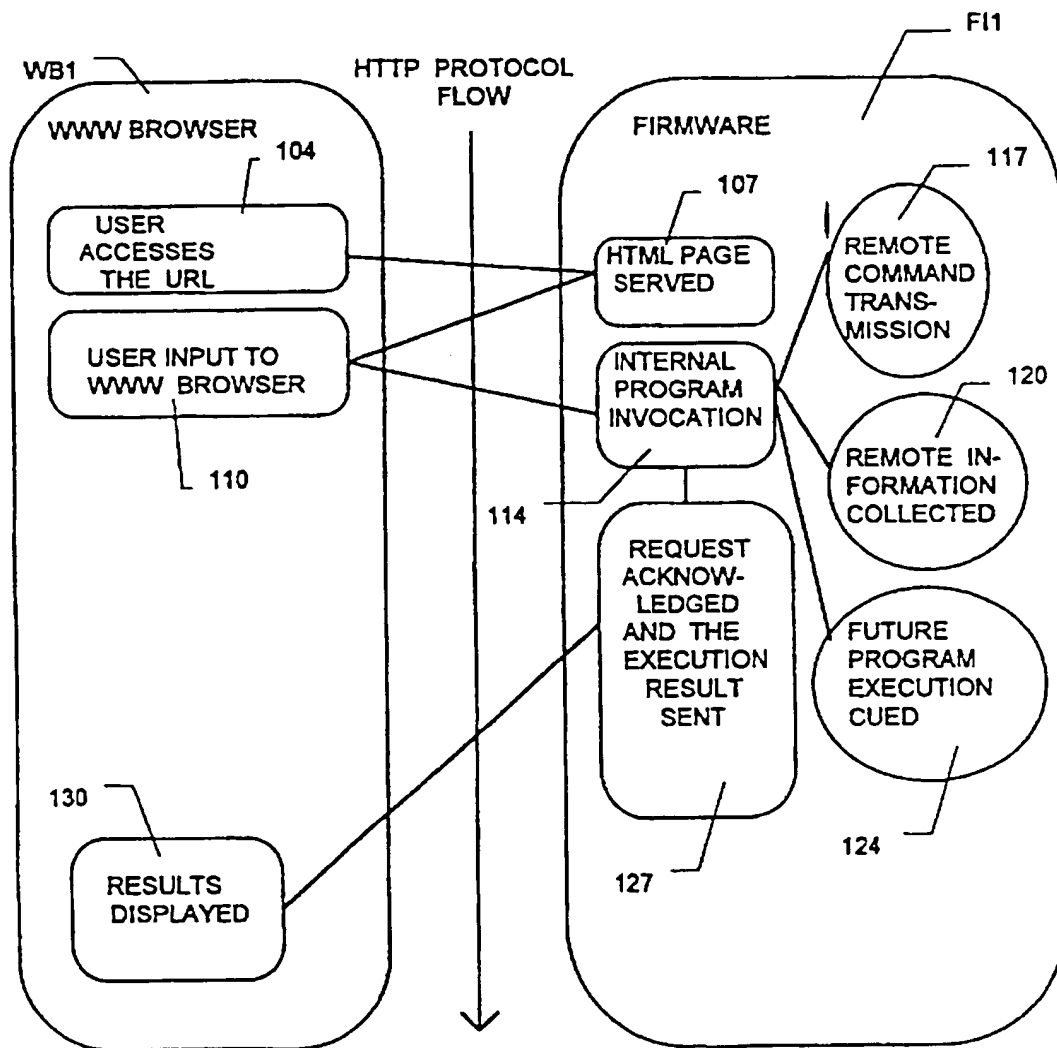 FI1
WB1
HTTP PROTOCOL
FLOW
WWW BROWSER
104
FIRMWARE
117
107
USER
ACCESSES
THE URL
HTML PAGE
SERVED
REMOTE
COMMAND
TRANS-
MISSION
USER INPUT TO
WWW BROWSER
INTERNAL
PROGRAM
INVOCATION
120
110
REMOTE IN-
FORMATION
COLLECTED
114
REQUEST
ACKNOW-
LEDGED
AND THE
EXECUTION
RESULT
SENT
FUTURE
PROGRAM
EXECUTION
CUED
130
127
124
RESULTS
DISPLAYED